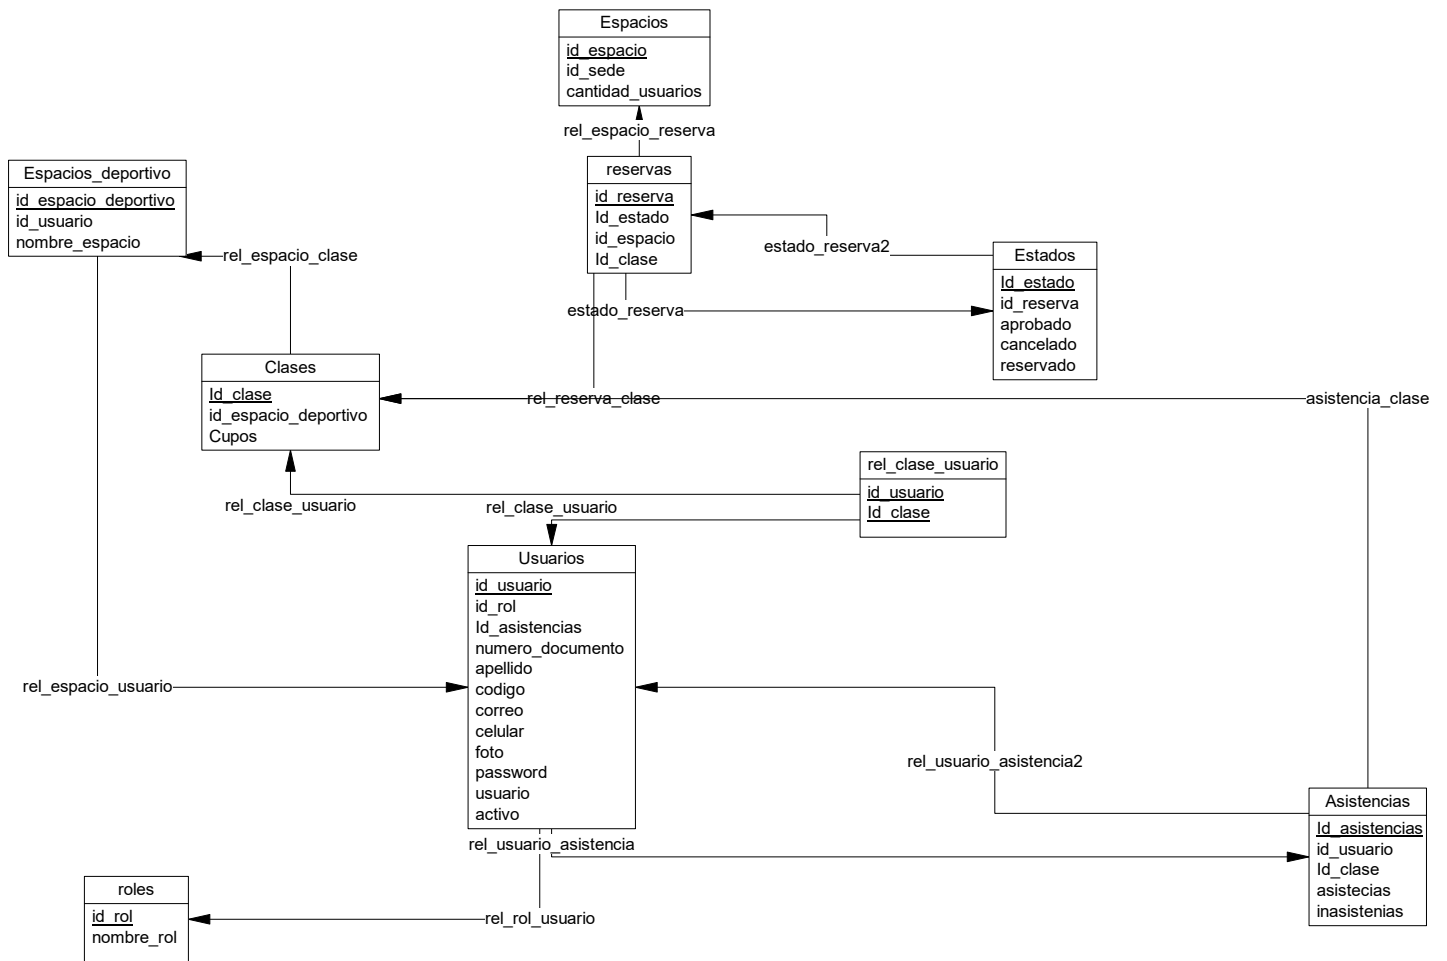 Espacios
id_espacio
id_sede
cantidad_usuarios
rel_espacio_reserva
Espacios_deportivo
id_espacio_deportivo
id_usuario
nombre_espacio
reservas
id_reserva
Id_estado
id_espacio
Id_clase
rel_espacio_clase
estado_reserva2
Estados
Id_estado
id_reserva
aprobado
cancelado
reservado
estado_reserva
Clases
Id_clase
id_espacio_deportivo
Cupos
rel_reserva_clase
asistencia_clase
rel_clase_usuario
id_usuario
Id_clase
rel_clase_usuario
rel_clase_usuario
Usuarios
id_usuario
id_rol
Id_asistencias
numero_documento
apellido
codigo
correo
celular
foto
password
usuario
activo
rel_espacio_usuario
rel_usuario_asistencia2
Asistencias
Id_asistencias
id_usuario
Id_clase
asistecias
inasistenias
rel_usuario_asistencia
roles
id_rol
nombre_rol
rel_rol_usuario